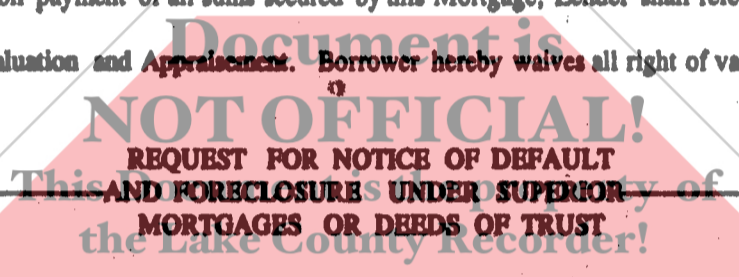 on payment of all sums secured by this Mortgage, Lender shall rele
Document is
aluation and Appraisement. Borrower hereby waives all right of va
NOT OFFICIAL!
REQUEST FOR NOTICE OF DEFAULT
This Document is the property of
AND FORECLOSURE UNDER SUPERIOR
MORTGAGES OR DEEDS OF TRUST
the Lake County Recorder!